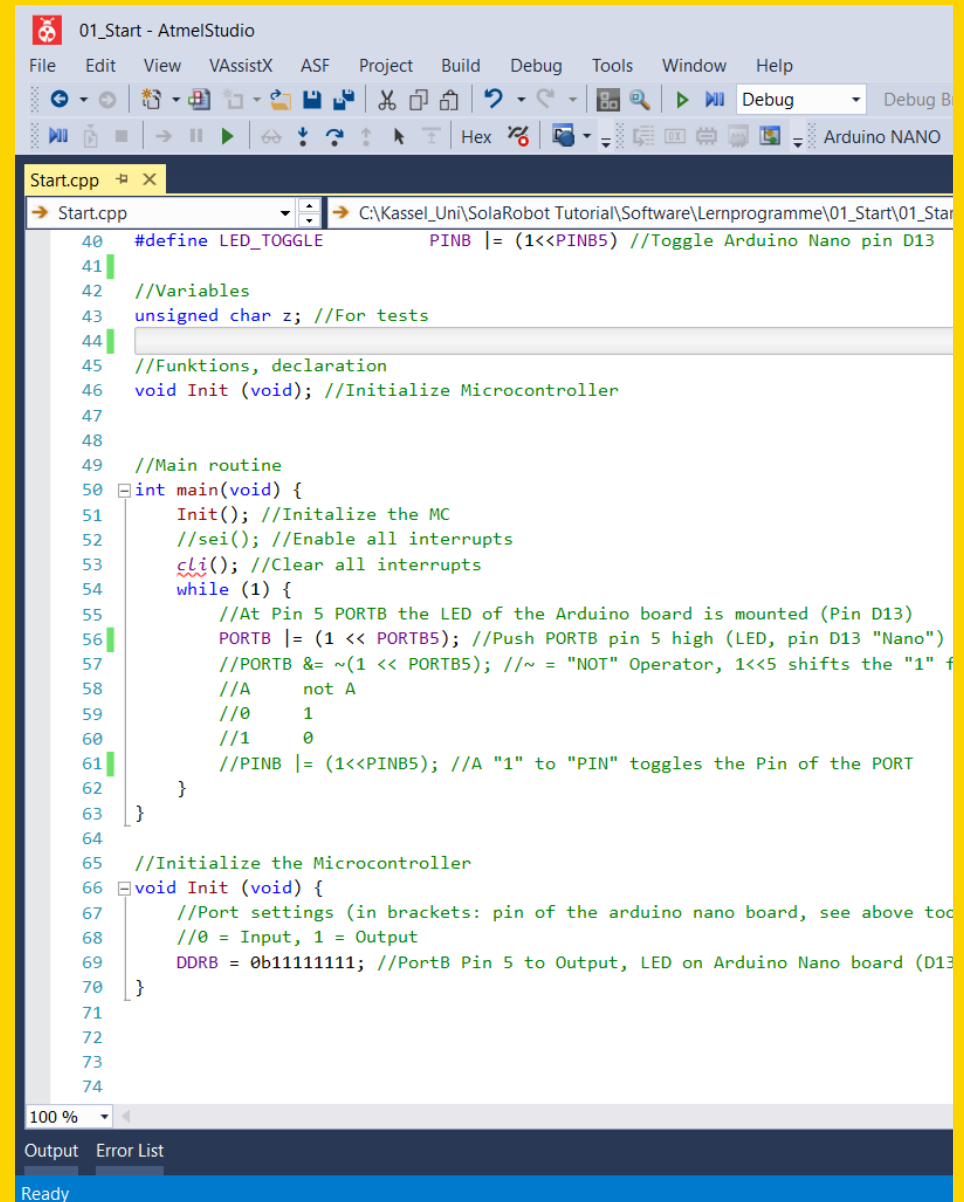 01_Start - AtmelStudio
File Edit View VAssistX ASF Project Build Debug Tools Window Help
Debug Debug B
Hex Arduino NANO
Start.cpp
Start.cpp C:\Kassel_Uni\SolaRobot Tutorial\Software\Lernprogramme\01_Start\01_Star
40 #define LED_TOGGLE PINB |= (1<<PINB5) //Toggle Arduino Nano pin D13
41
42 //Variables
43 unsigned char z; //For tests
44
45 //Funktions, declaration
46 void Init (void); //Initialize Microcontroller
47
48
49 //Main routine
50 int main(void) {
51 Init(); //Initalize the MC
52 //sei(); //Enable all interrupts
53 cli(); //Clear all interrupts
54 while (1) {
55 //At Pin 5 PORTB the LED of the Arduino board is mounted (Pin D13)
56 PORTB |= (1 << PORTB5); //Push PORTB pin 5 high (LED, pin D13 "Nano")
57 //PORTB &= ~(1 << PORTB5); //~ = "NOT" Operator, 1<<5 shifts the "1" f
58 //A not A
59 //0 1
60 //1 0
61 //PINB |= (1<<PINB5); //A "1" to "PIN" toggles the Pin of the PORT
62 }
63 }
64
65 //Initialize the Microcontroller
66 void Init (void) {
67 //Port settings (in brackets: pin of the arduino nano board, see above too
68 //0 = Input, 1 = Output
69 DDRB = 0b11111111; //PortB Pin 5 to Output, LED on Arduino Nano board (D13
70 }
71
72
73
74
100 %
Output Error List
Ready